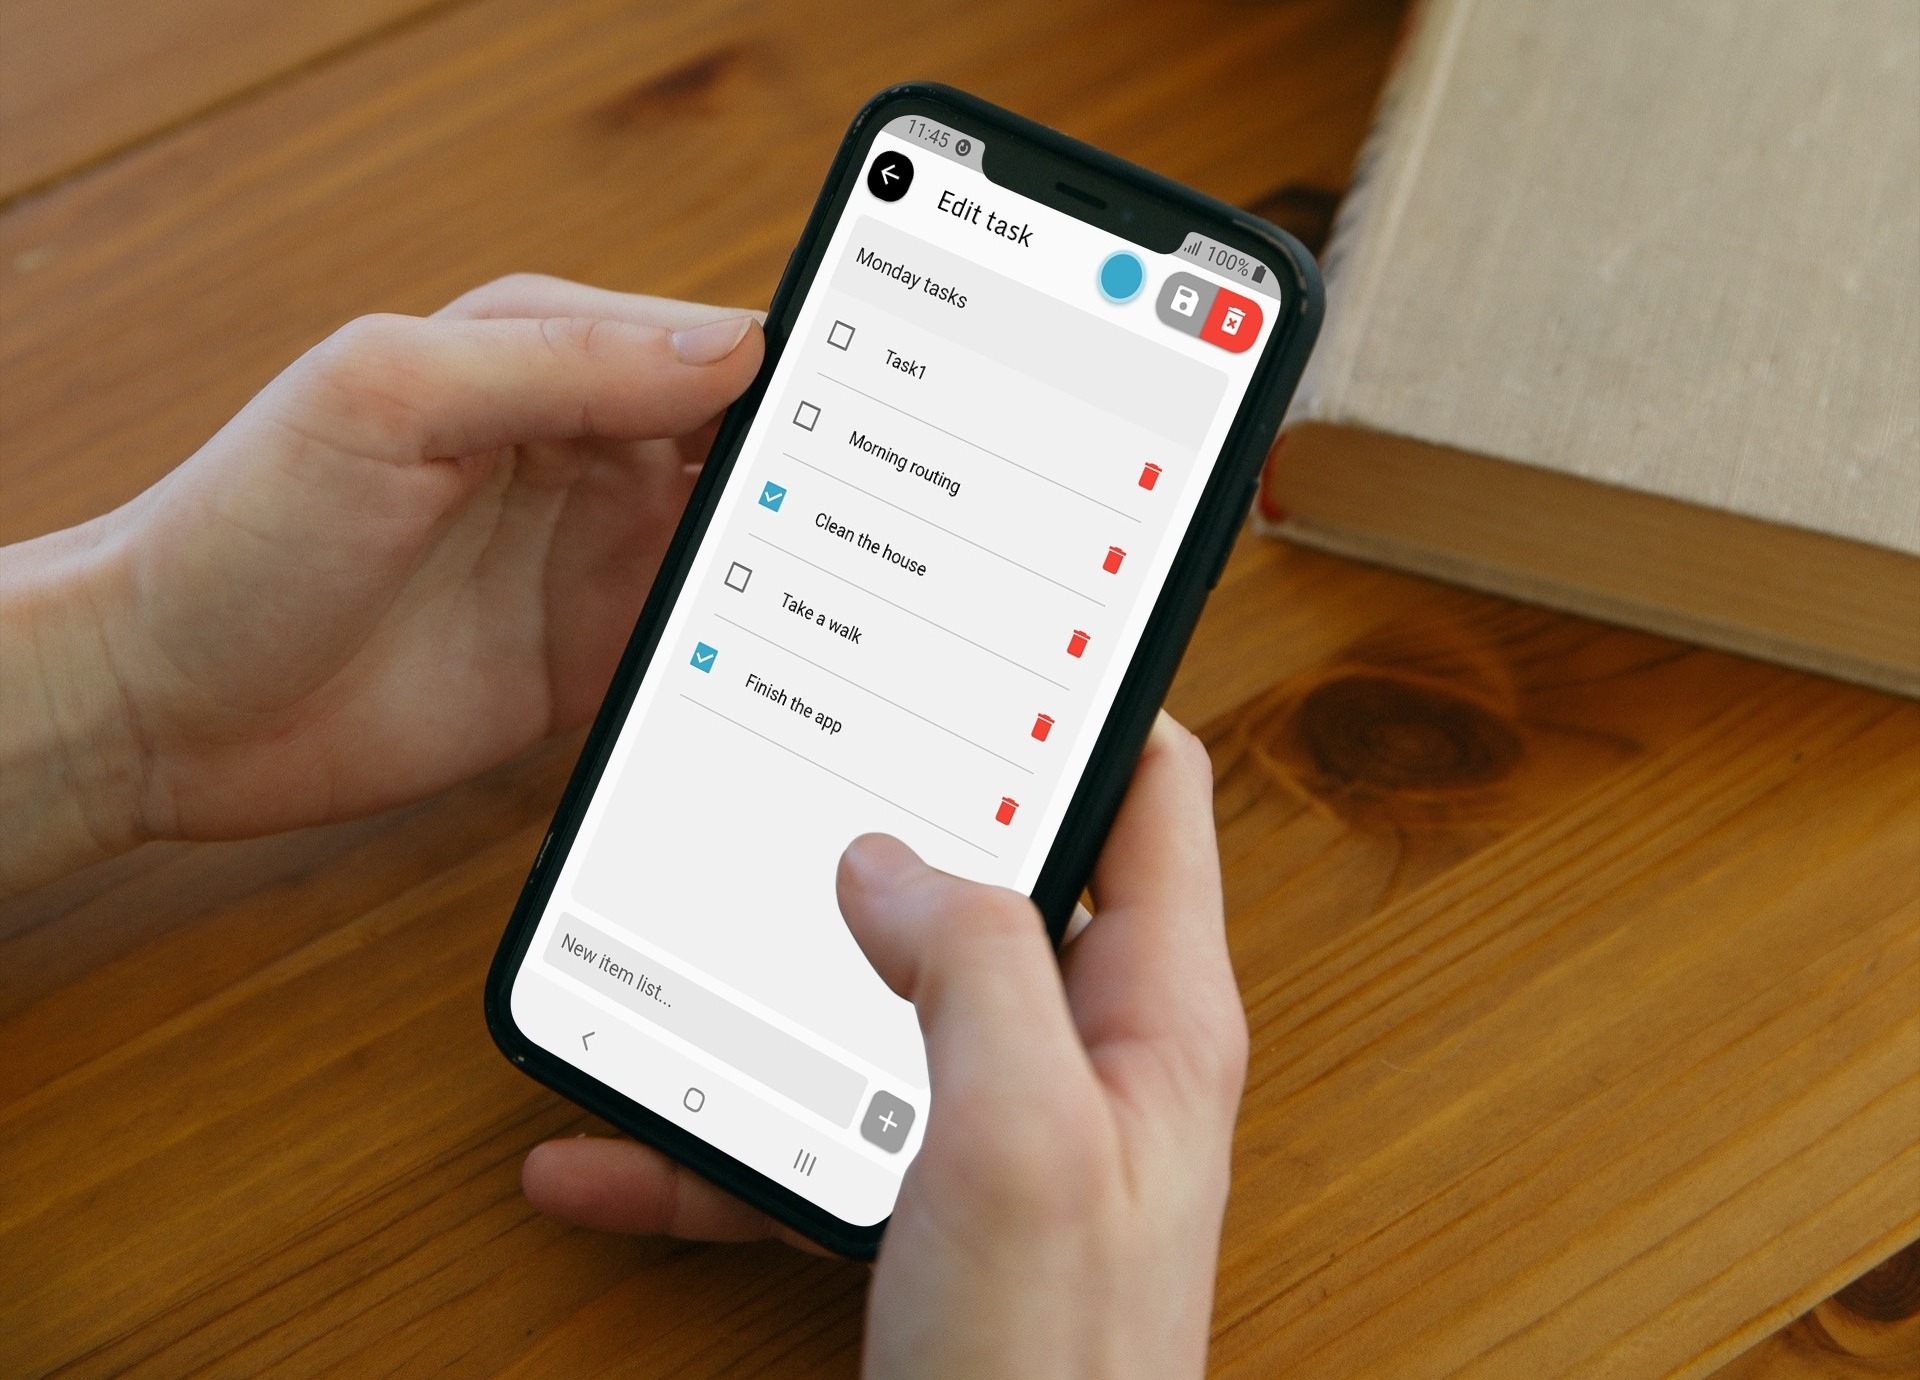 11:45
100%
Edit task
Monday tasks
Task1
Morning routing
Clean the house
Take a walk
Finish the app
New item list...